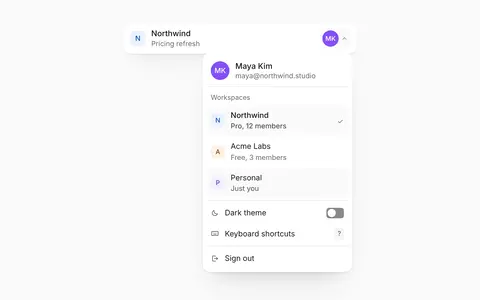 N
Northwind
Pricing refresh
MK
MK
Maya Kim
maya@northwind.studio
Workspaces
N
Northwind
Pro, 12 members
A
Acme Labs
Free, 3 members
P
Personal
Just you
Dark theme
Keyboard shortcuts
?
Sign out